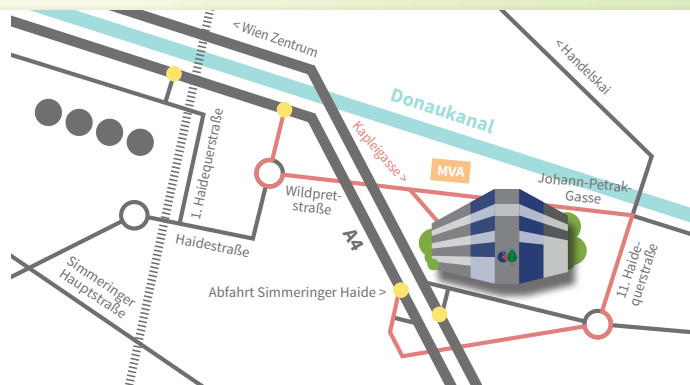 < Wien Zentrum
< Handelskai
Donaukanal
Kapleigasse >
MVA
1. Haidequerstraße
Johann-Petrak-
Gasse
Wildpret-
straße
A4
Haidestraße
11. Haide-
querstraße
Simmeringer
Hauptstraße
Abfahrt Simmeringer Haide >